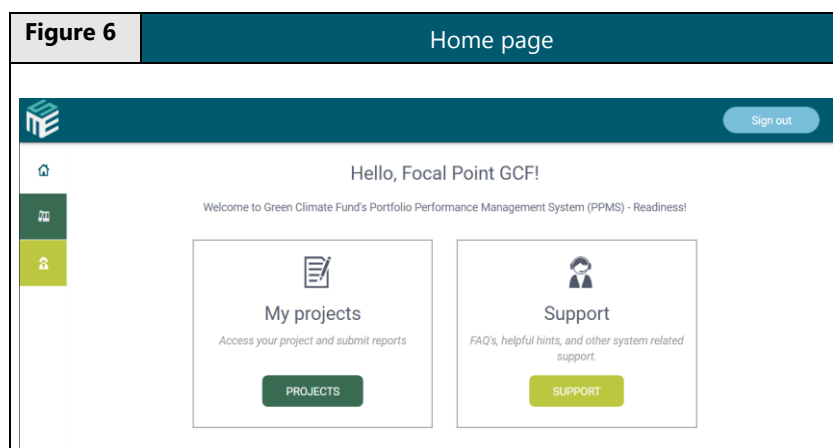 Figure 6
Home page
Sign out
Hello, Focal Point GCF!
Welcome to Green Climate Fund's Portfolio Performance Management System (PPMS) - Readiness!
My projects
Access your project and submit reports
PROJECTS
Support
FAQ's, helpful hints, and other system related
support.
SUPPORT